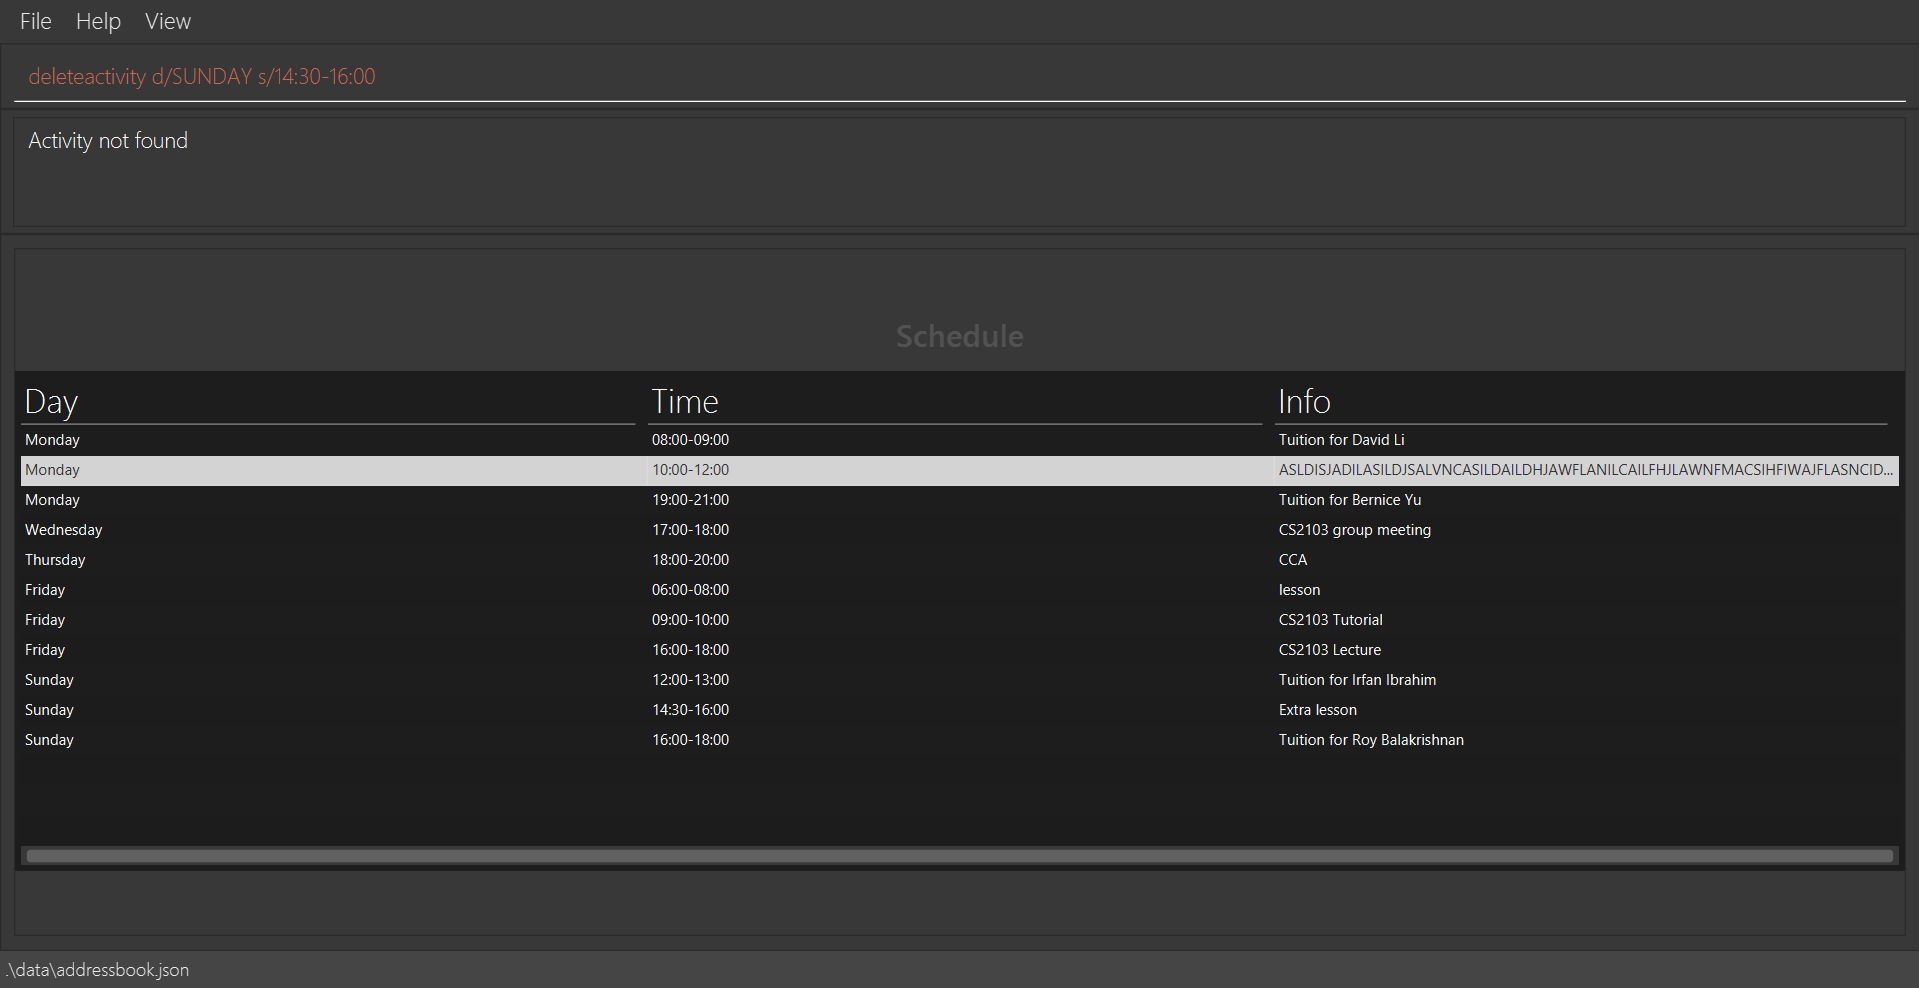 File Help View
deleteactivity d/SUNDAY s/14:30-16:00
Activity not found
Schedule
Day Time Info
Monday 08:00-09:00 Tuition for David Li
Monday 10:00-12:00 ASLDISJADILASILDJSALVNCASILDAILDHJAWFLANILCAILFHJLAWNFMACSIHFIWAJFLASNCID...
Monday 19:00-21:00 Tuition for Bernice Yu
Wednesday 17:00-18:00 CS2103 group meeting
Thursday 18:00-20:00 CCA
Friday 06:00-08:00 lesson
Friday 09:00-10:00 CS2103 Tutorial
Friday 16:00-18:00 CS2103 Lecture
Sunday 12:00-13:00 Tuition for Irfan Ibrahim
Sunday 14:30-16:00 Extra lesson
Sunday 16:00-18:00 Tuition for Roy Balakrishnan
.\data\addressbook.json